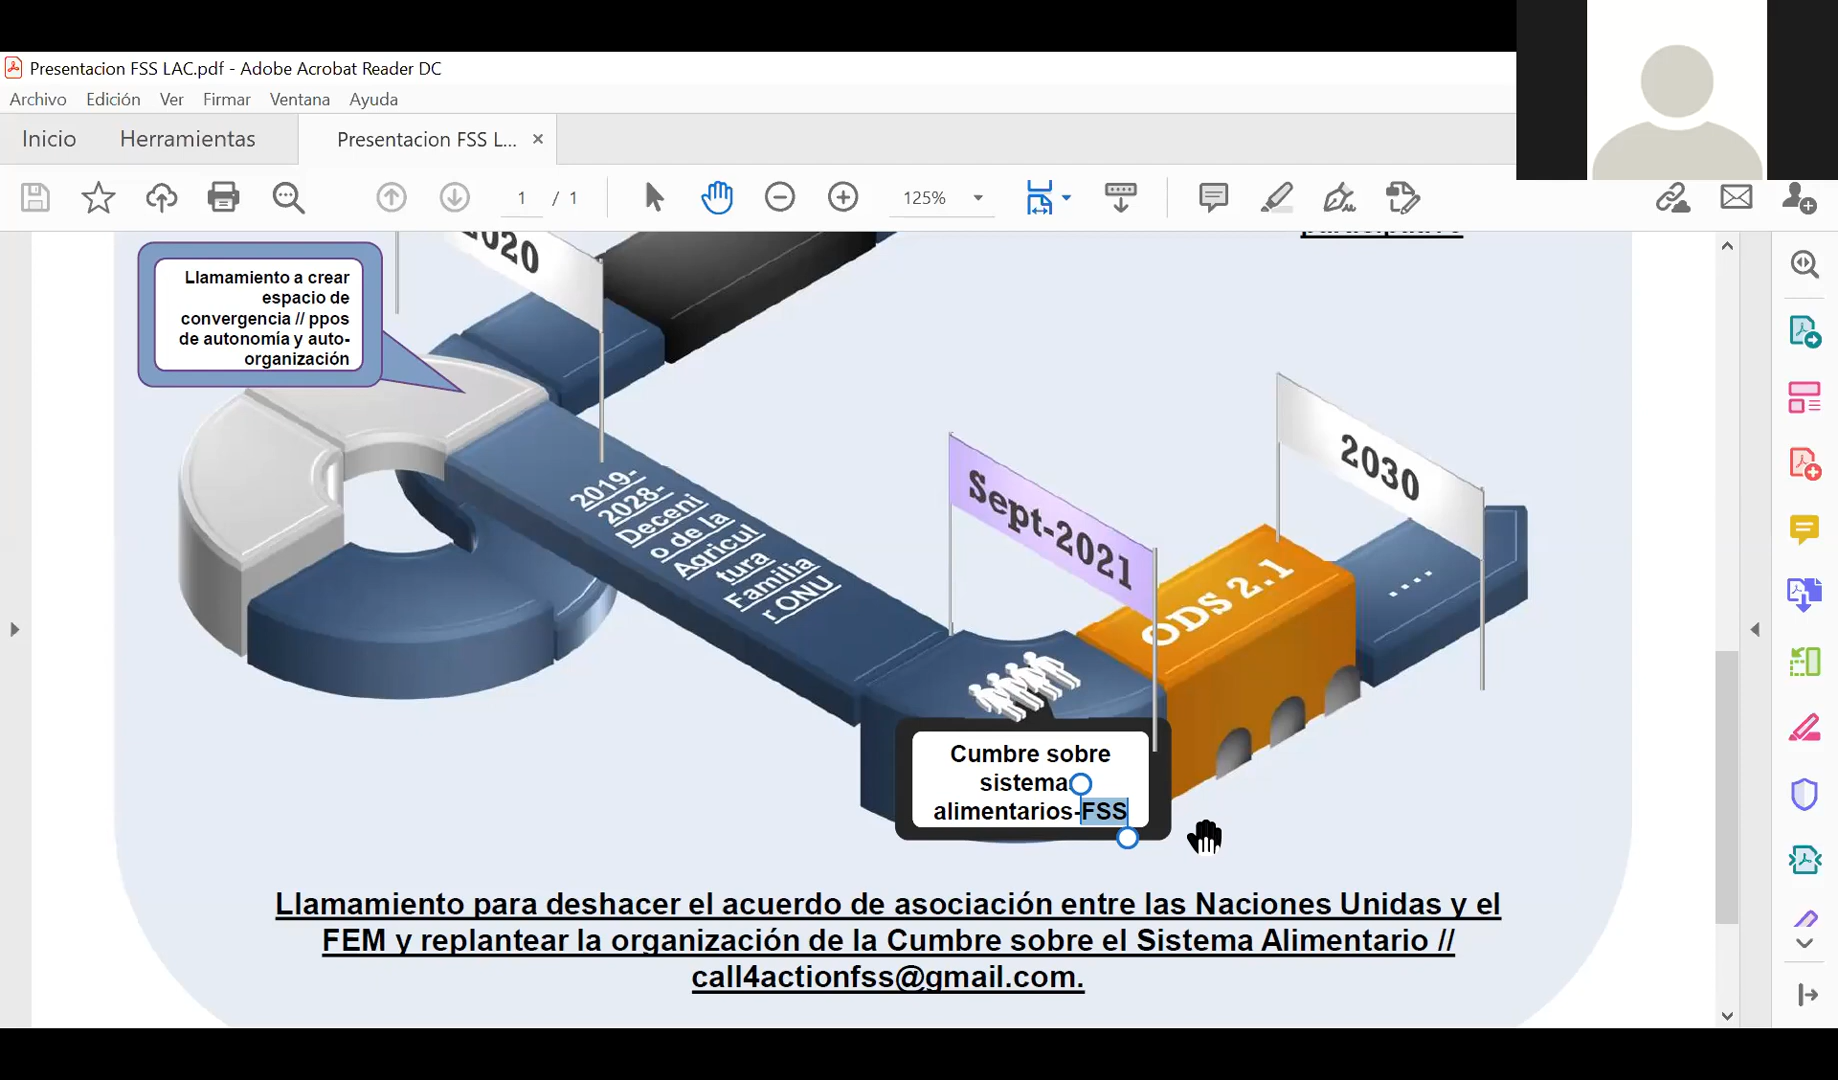 Presentacion FSS LAC.pdf - Adobe Acrobat Reader DC
Archivo Edición Ver Firmar Ventana Ayuda
Inicio Herramientas Presentacion FSS L... ×
1 / 1 125%
2020
Llamamiento a crear
espacio de
convergencia // ppos
de autonomía y auto-
organización
2019-
2028-
Deceni
o de la
Agricul
tura
Familia
r ONU
Sept-2021
2030
ODS 2.1
....
Cumbre sobre
sistema
alimentarios-FSS
Llamamiento para deshacer el acuerdo de asociación entre las Naciones Unidas y el
FEM y replantear la organización de la Cumbre sobre el Sistema Alimentario //
call4actionfss@gmail.com.